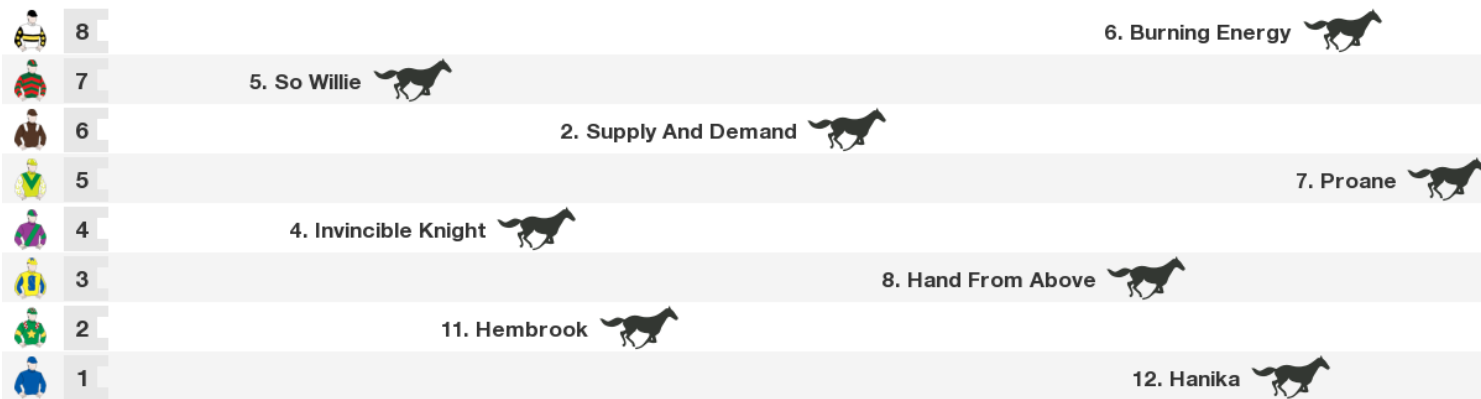 8 6. Burning Energy
7 5. So Willie
6 2. Supply And Demand
5 7. Proane
4 4. Invincible Knight
3 8. Hand From Above
2 11. Hembrook
1 12. Hanika